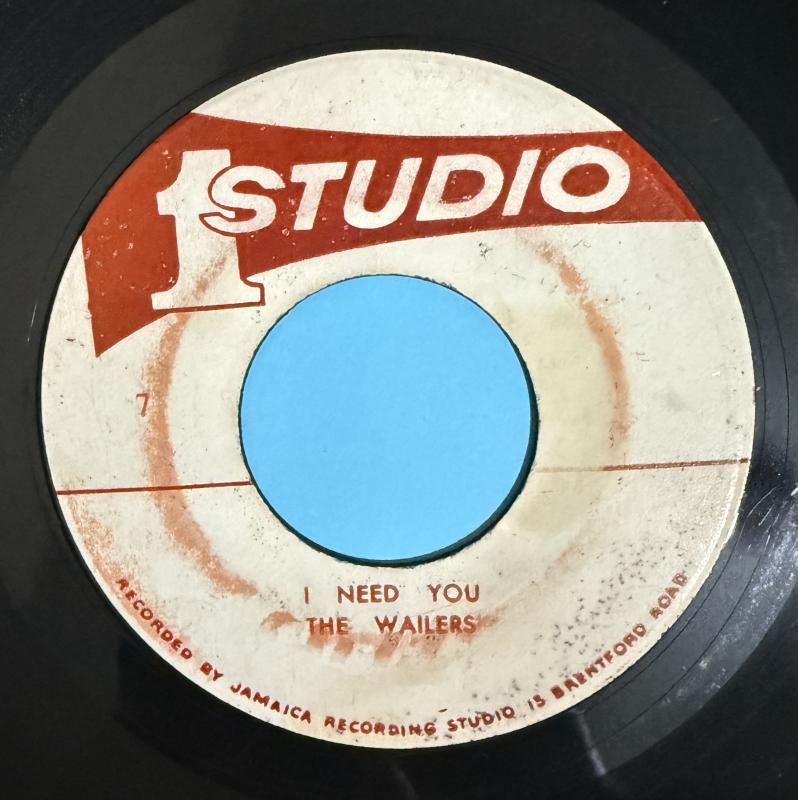 1 STUDIO
7
I NEED YOU
THE WAILERS
RECORDED BY JAMAICA RECORDING STUDIO 13 BRENTFORD ROAD